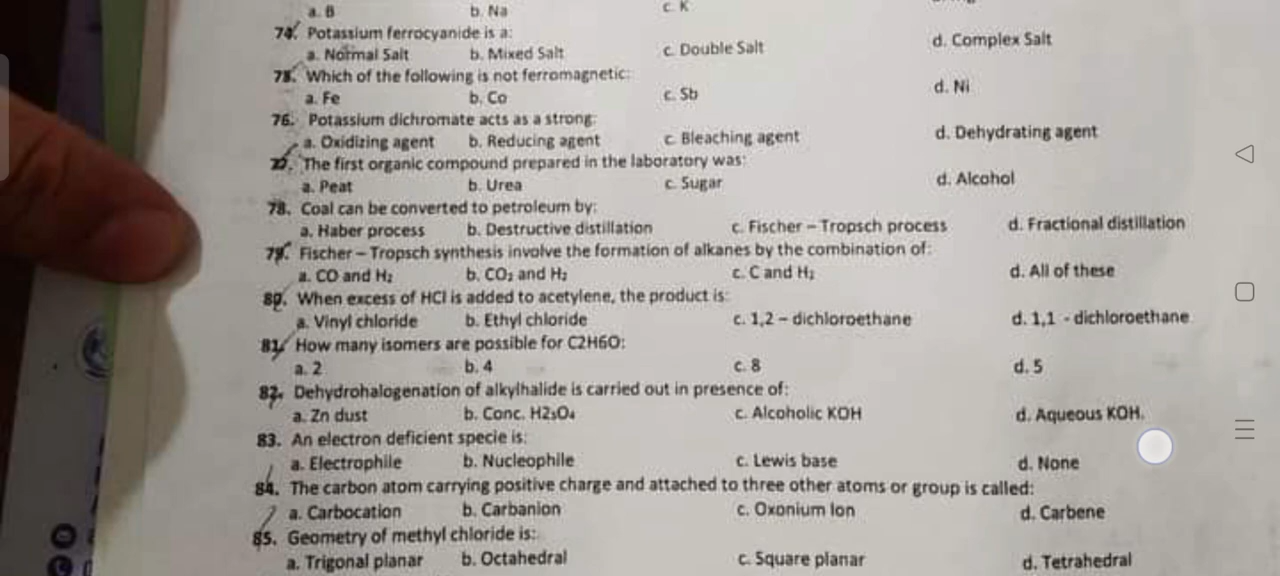 a. B b. Na c. K
74. Potassium ferrocyanide is a:
a. Normal Salt b. Mixed Salt c. Double Salt d. Complex Salt
75. Which of the following is not ferromagnetic:
a. Fe b. Co c. Sb d. Ni
76. Potassium dichromate acts as a strong:
a. Oxidizing agent b. Reducing agent c. Bleaching agent d. Dehydrating agent
77. The first organic compound prepared in the laboratory was:
a. Peat b. Urea c. Sugar d. Alcohol
78. Coal can be converted to petroleum by:
a. Haber process b. Destructive distillation c. Fischer – Tropsch process d. Fractional distillation
79. Fischer – Tropsch synthesis involve the formation of alkanes by the combination of:
a. CO and H₂ b. CO₂ and H₂ c. C and H₂ d. All of these
80. When excess of HCl is added to acetylene, the product is:
a. Vinyl chloride b. Ethyl chloride c. 1,2 – dichloroethane d. 1,1 - dichloroethane
81. How many isomers are possible for C2H6O:
a. 2 b. 4 c. 8 d. 5
82. Dehydrohalogenation of alkylhalide is carried out in presence of:
a. Zn dust b. Conc. H2SO4 c. Alcoholic KOH d. Aqueous KOH.
83. An electron deficient specie is:
a. Electrophile b. Nucleophile c. Lewis base d. None
84. The carbon atom carrying positive charge and attached to three other atoms or group is called:
a. Carbocation b. Carbanion c. Oxonium Ion d. Carbene
85. Geometry of methyl chloride is:
a. Trigonal planar b. Octahedral c. Square planar d. Tetrahedral